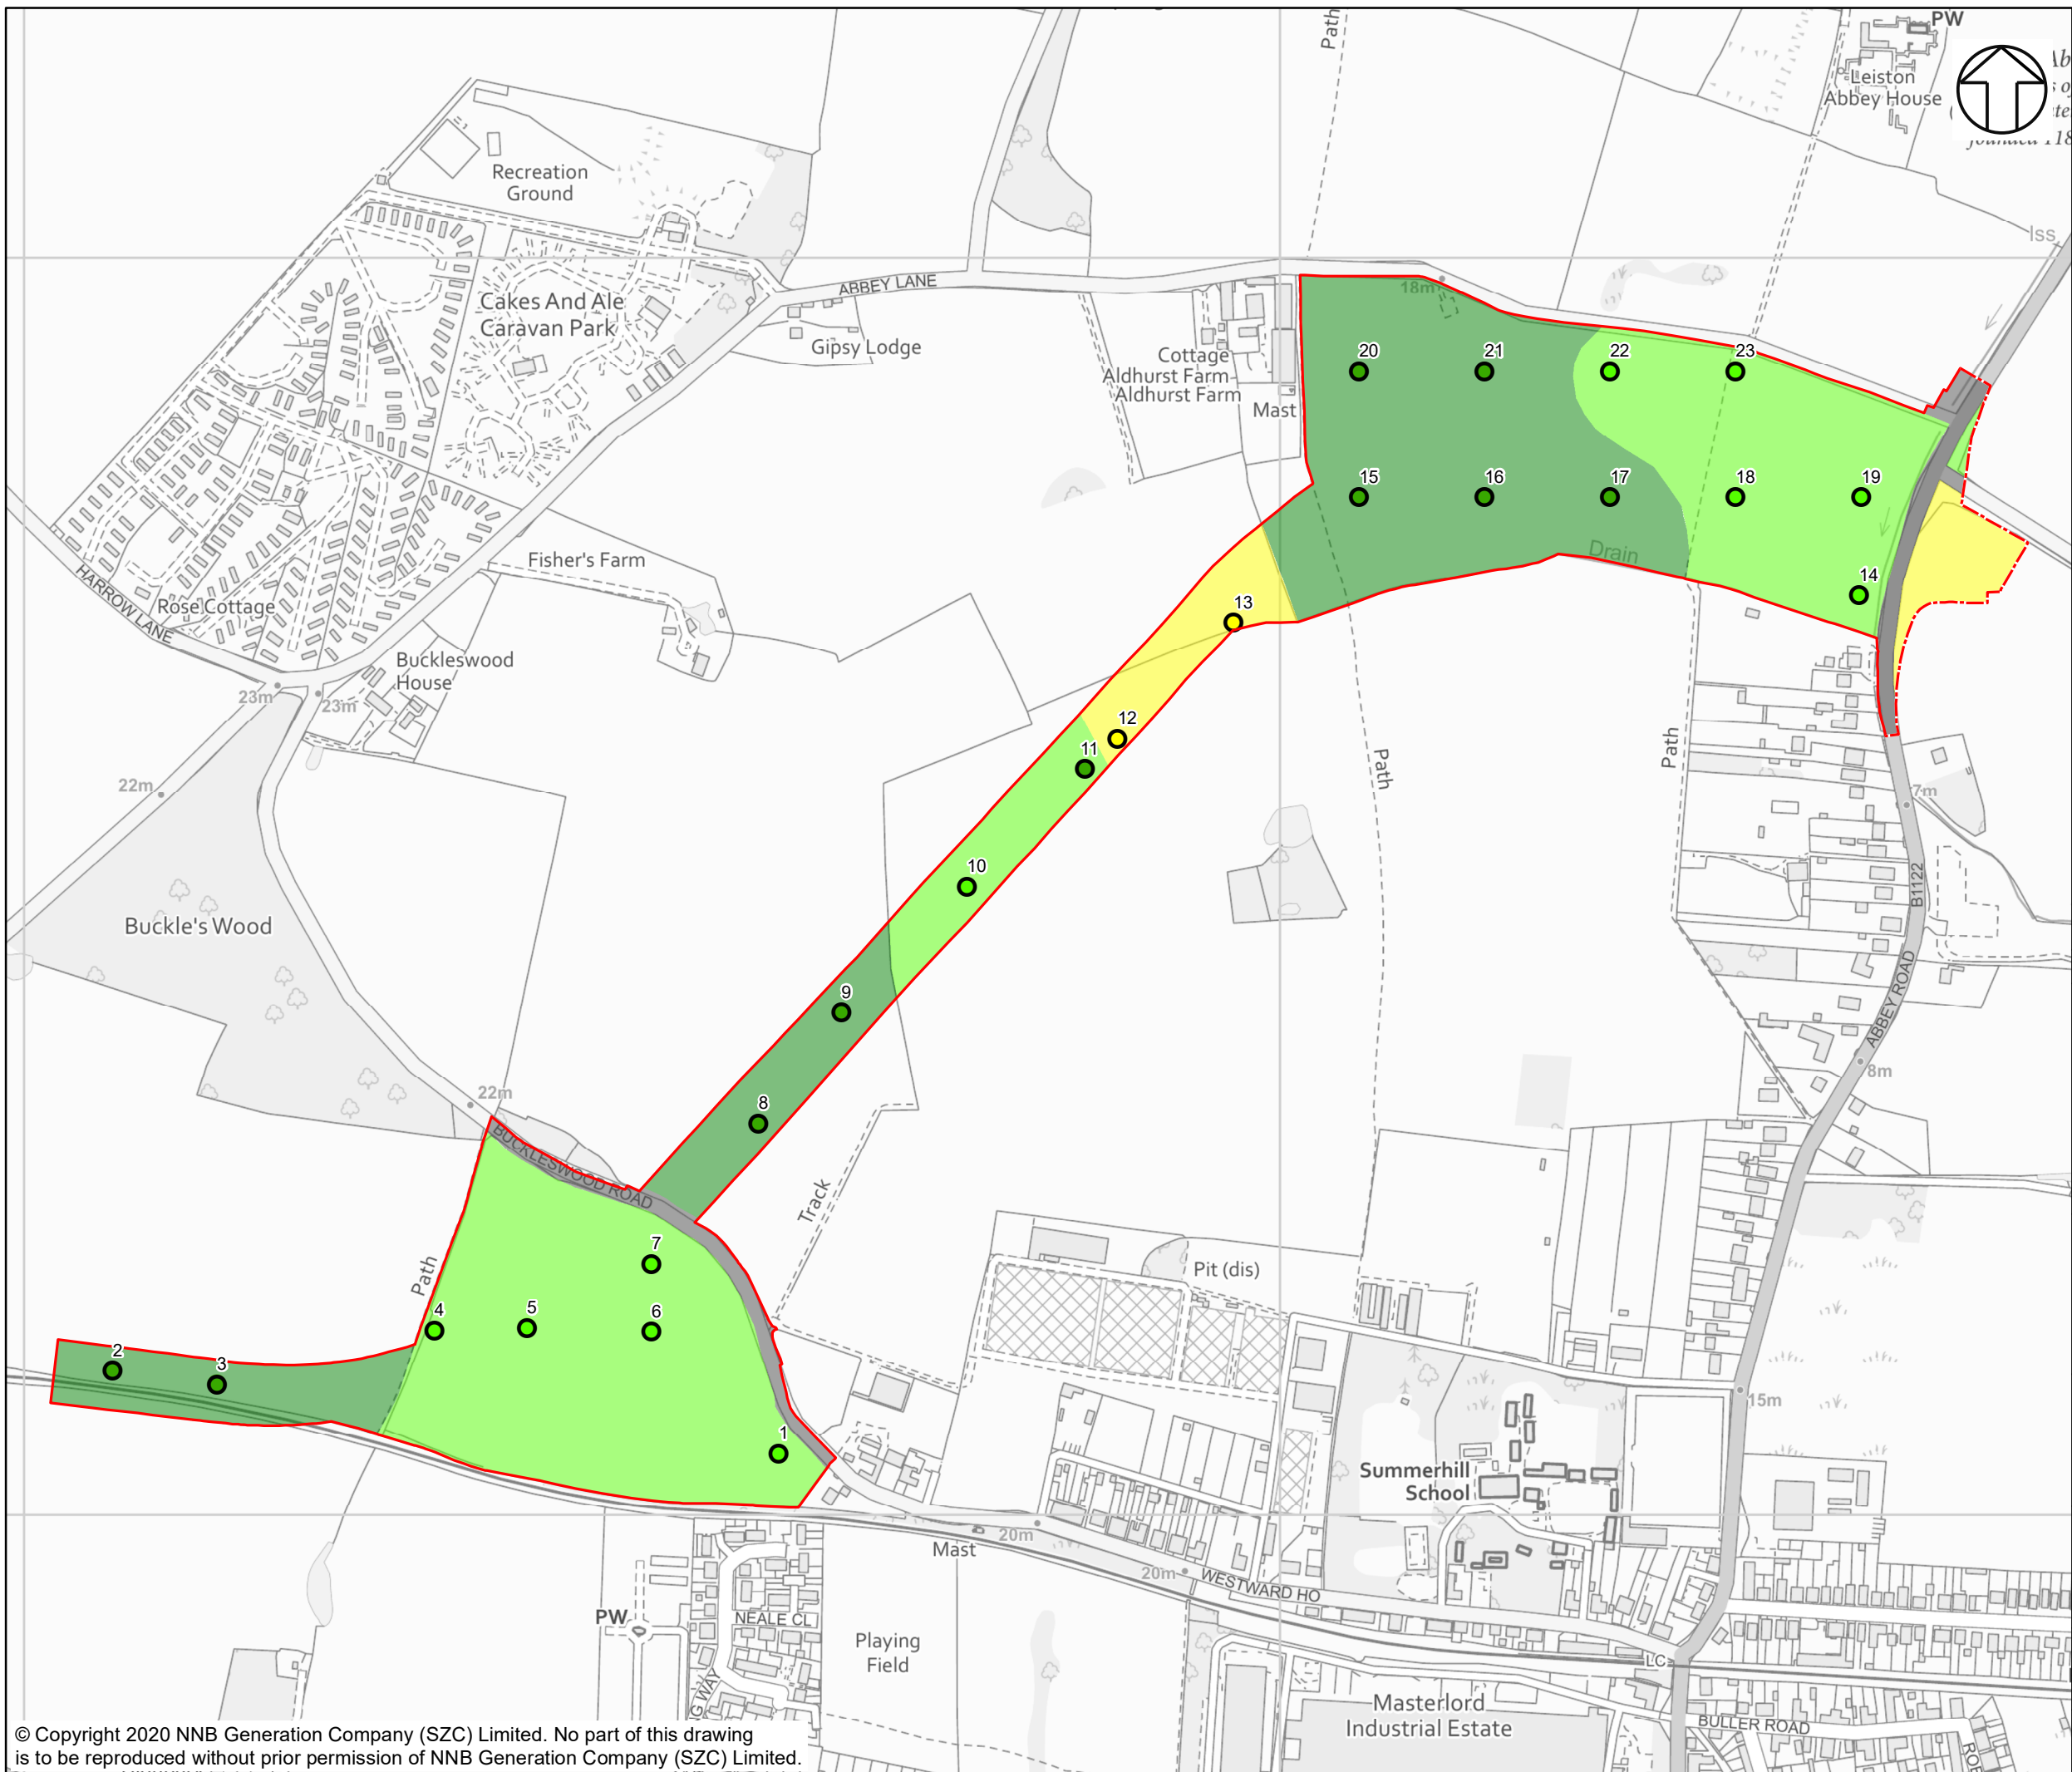 Path
PW
Leiston
Abbey House
Recreation
Ground
Iss
ABBEY LANE
18m
Cakes And Ale
Caravan Park
Gipsy Lodge
Cottage
Aldhurst Farm
Aldhurst Farm
Mast
20
21
22
23
15
16
17
18
19
Drain
14
13
Fisher's Farm
HARROW LANE
Rose Cottage
Buckleswood
House
23m
23m
22m
12
11
Path
Path
7m
B1122
10
Buckle's Wood
9
ABBEY ROAD
8m
22m
8
BUCKLESWOOD ROAD
Track
7
Path
Pit (dis)
4
5
6
2
3
15m
1
Summerhill
School
20m
Mast
20m
WESTWARD HO
PW
NEALE CL
Playing
Field
LC
G WAY
Masterlord
Industrial Estate
BULLER ROAD
© Copyright 2020 NNB Generation Company (SZC) Limited. No part of this drawing
is to be reproduced without prior permission of NNB Generation Company (SZC) Limited.